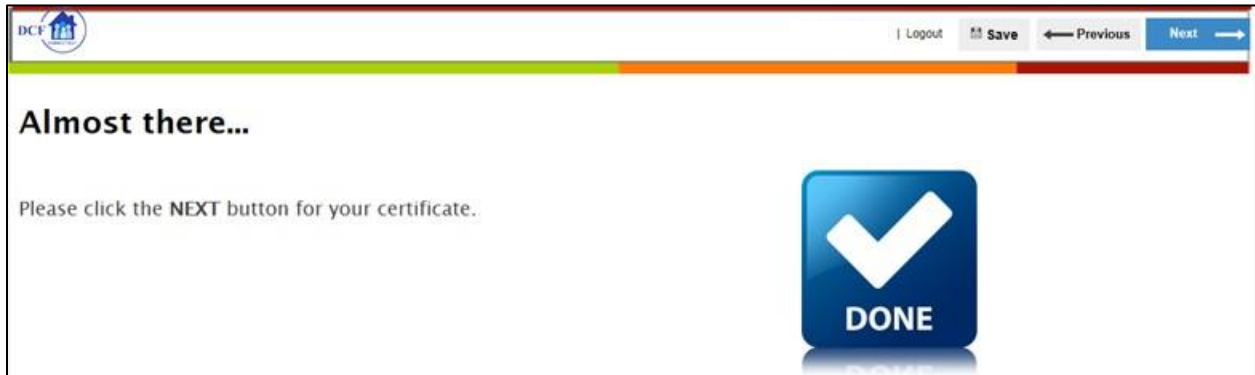 DCF
| Logout Save Previous Next
Almost there...
Please click the NEXT button for your certificate.
DONE